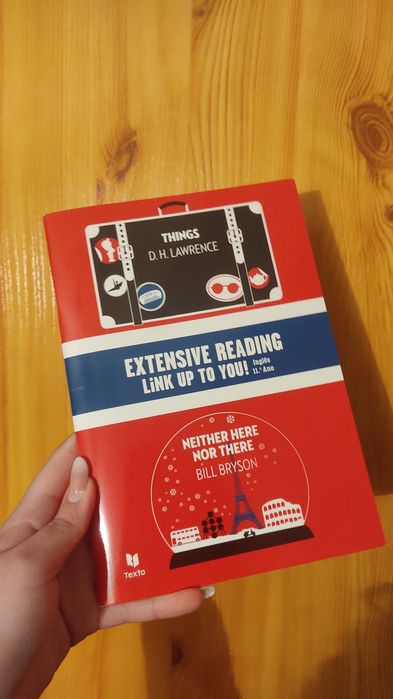 THINGS
D. H. LAWRENCE
EXTENSIVE READING
LiNK UP TO YOU!
Inglês
11.º Ano
NEITHER HERE
NOR THERE
BILL BRYSON
Texto